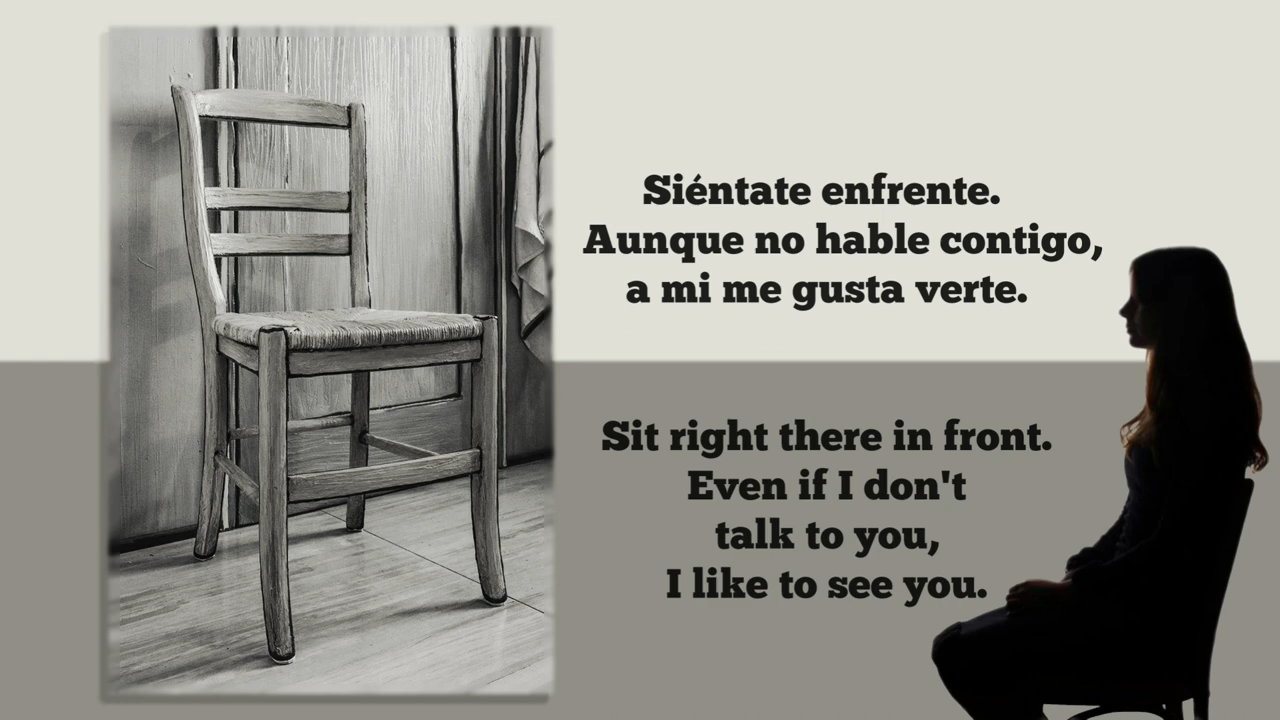 Siéntate enfrente.
Aunque no hable contigo,
a mi me gusta verte.
Sit right there in front.
Even if I don't
talk to you,
I like to see you.